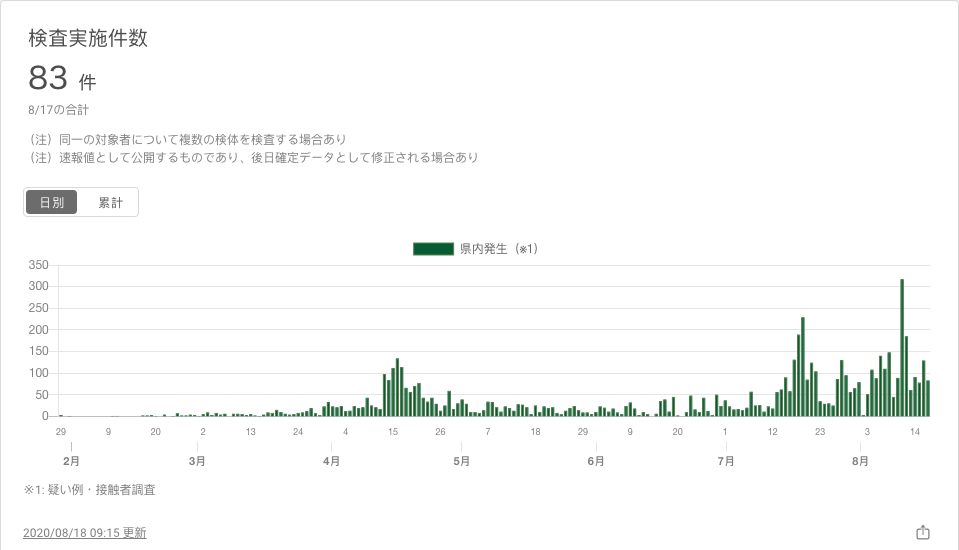 検査実施件数
83 件
8/17の合計
（注）同一の対象者について複数の検体を検査する場合あり
（注）速報値として公開するものであり、後日確定データとして修正される場合あり
日別 累計
県内発生（※1）
350
300
250
200
150
100
50
0
29 9 20 2 13 24 4 15 26 7 18 29 9 20 1 12 23 3 14
2月 3月 4月 5月 6月 7月 8月
※1: 疑い例・接触者調査
2020/08/18 09:15 更新